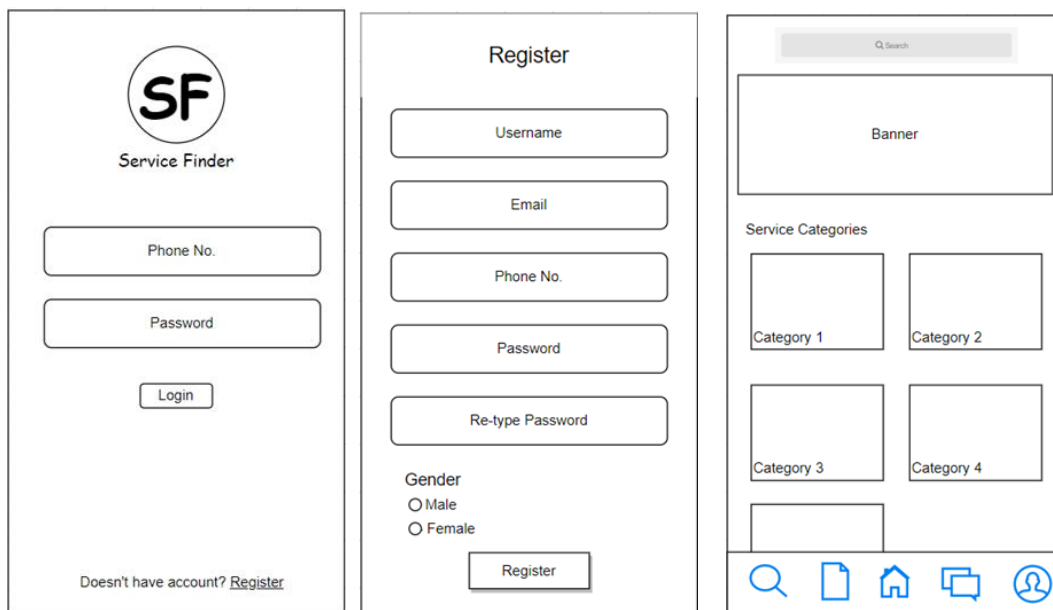 SF
Service Finder
Phone No.
Password
Login
Doesn't have account? Register
Register
Username
Email
Phone No.
Password
Re-type Password
Gender
Male
Female
Register
Search
Banner
Service Categories
Category 1
Category 2
Category 3
Category 4